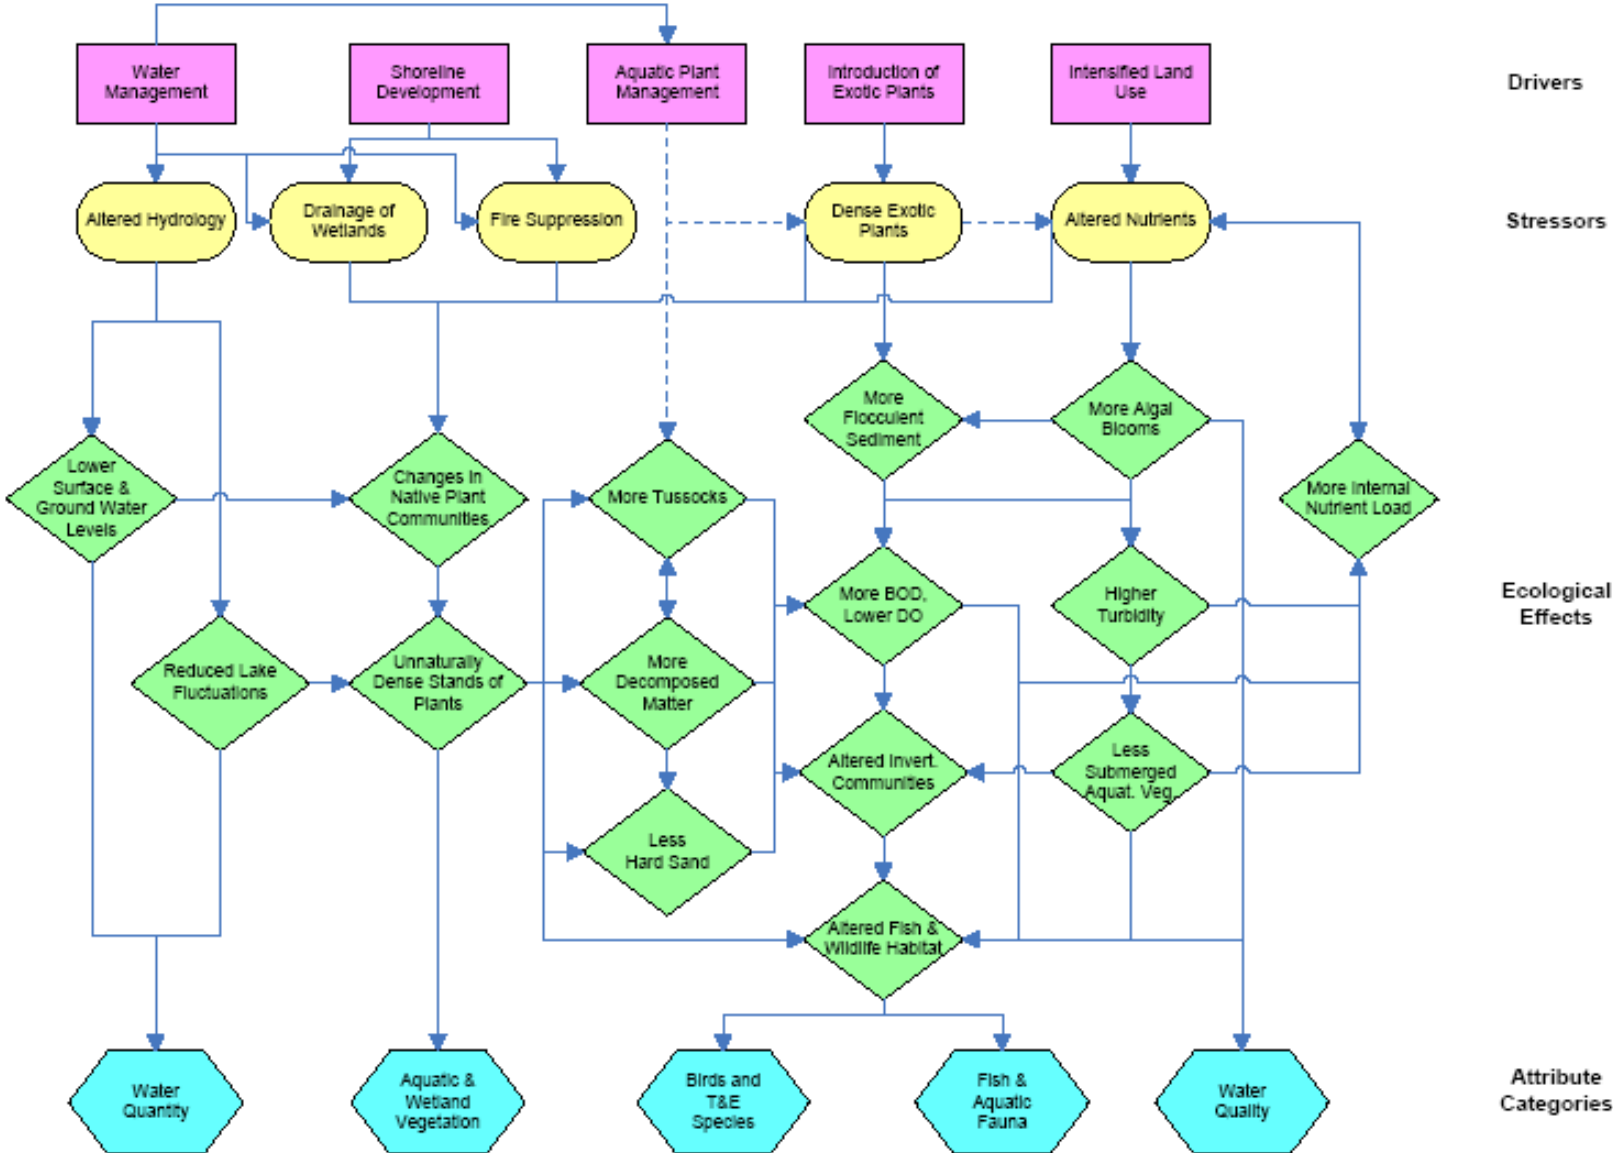 Water
Management
Shoreline
Development
Aquatic Plant
Management
Introduction of
Exotic Plants
Intensified Land
Use
Drivers
Altered Hydrology
Drainage of
Wetlands
Fire Suppression
Dense Exotic
Plants
Altered Nutrients
Stressors
More
Flocculent
Sediment
More Algal
Blooms
Lower
Surface &
Ground Water
Levels
Changes in
Native Plant
Communities
More Tussocks
More Internal
Nutrient Load
More BOD,
Lower DO
Higher
Turbidity
Ecological
Effects
Reduced Lake
Fluctuations
Unnaturally
Dense Stands of
Plants
More
Decomposed
Matter
Altered Invert.
Communities
Less
Submerged
Aquat. Veg.
Less
Hard Sand
Altered Fish &
Wildlife Habitat
Water
Quantity
Aquatic &
Wetland
Vegetation
Birds and
T&E
Species
Fish &
Aquatic
Fauna
Water
Quality
Attribute
Categories